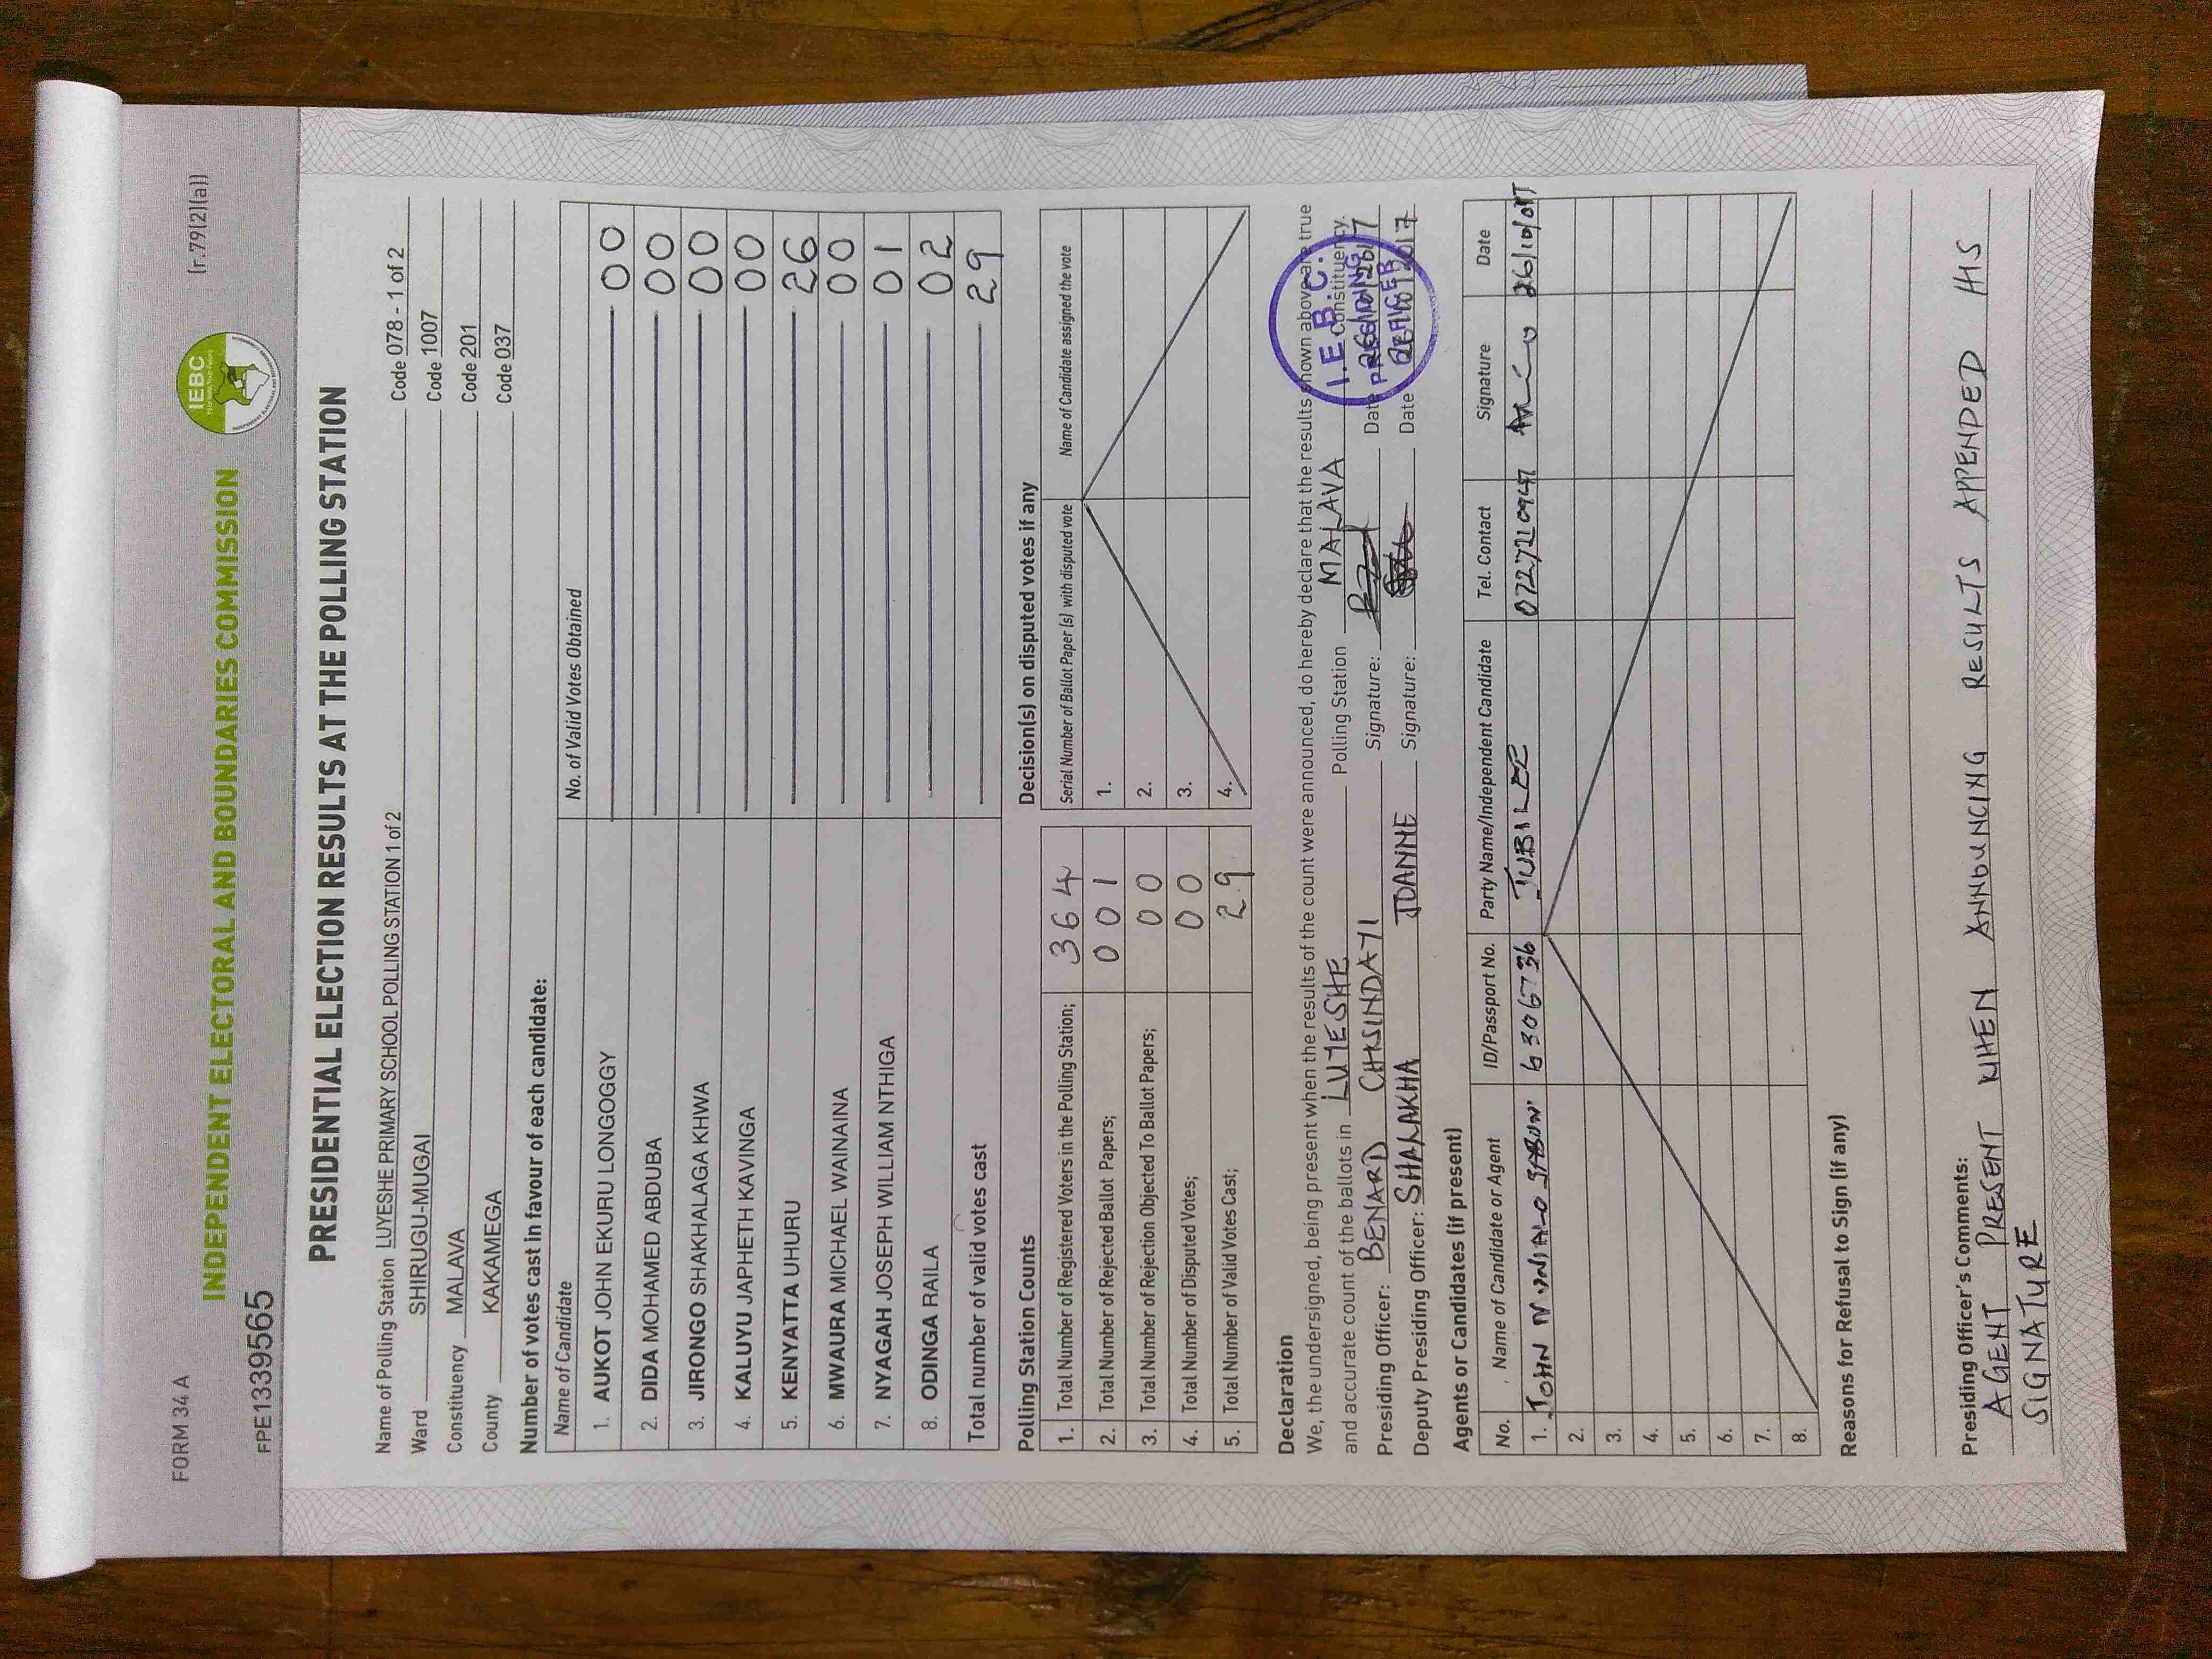 FORM 34 A
(r.79(2)(a))
INDEPENDENT ELECTORAL AND BOUNDARIES COMMISSION
IEBC
FPE1339565
PRESIDENTIAL ELECTION RESULTS AT THE POLLING STATION
Name of Polling Station LUYESHE PRIMARY SCHOOL POLLING STATION 1 of 2 Code 078 - 1 of 2
Ward SHIRUGU-MUGAI Code 1007
Constituency MALAVA Code 201
County KAKAMEGA Code 037
Number of votes cast in favour of each candidate:
Name of Candidate No. of Valid Votes Obtained
1. AUKOT JOHN EKURU LONGOGGY 00
2. DIDA MOHAMED ABDUBA 00
3. JIRONGO SHAKHALAGA KHWA 00
4. KALUYU JAPHETH KAVINGA 00
5. KENYATTA UHURU 26
6. MWAURA MICHAEL WAINAINA 00
7. NYAGAH JOSEPH WILLIAM NTHIGA 01
8. ODINGA RAILA 02
Total number of valid votes cast 29
Polling Station Counts
1. Total Number of Registered Voters in the Polling Station; 364
2. Total Number of Rejected Ballot Papers; 001
3. Total Number of Rejection Objected To Ballot Papers; 00
4. Total Number of Disputed Votes; 00
5. Total Number of Valid Votes Cast; 29
Decision(s) on disputed votes if any
Serial Number of Ballot Paper (s) with disputed vote Name of Candidate assigned the vote
1.
2.
3.
4.
Declaration
We, the undersigned, being present when the results of the count were announced, do hereby declare that the results shown above are true
and accurate count of the ballots in LUYESHE Polling Station MALAVA Constituency.
Presiding Officer: BENARD Signature: Date 26/10/2017
Deputy Presiding Officer: SHALAKHA JOANNE Signature: Date 26/10/2017
I.E.B.C.
PRESIDING
OFFICER
Agents or Candidates (if present)
No. Name of Candidate or Agent ID/Passport No. Party Name/Independent Candidate Tel. Contact Signature Date
1. JOHN 6306736 JUBILEE
2.
3.
4.
5.
6.
7.
8.
Reasons for Refusal to Sign (if any)
Presiding Officer's Comments:
AGENT PRESENT WHEN ANNOUNCING RESULTS APPENDED HIS
SIGNATURE